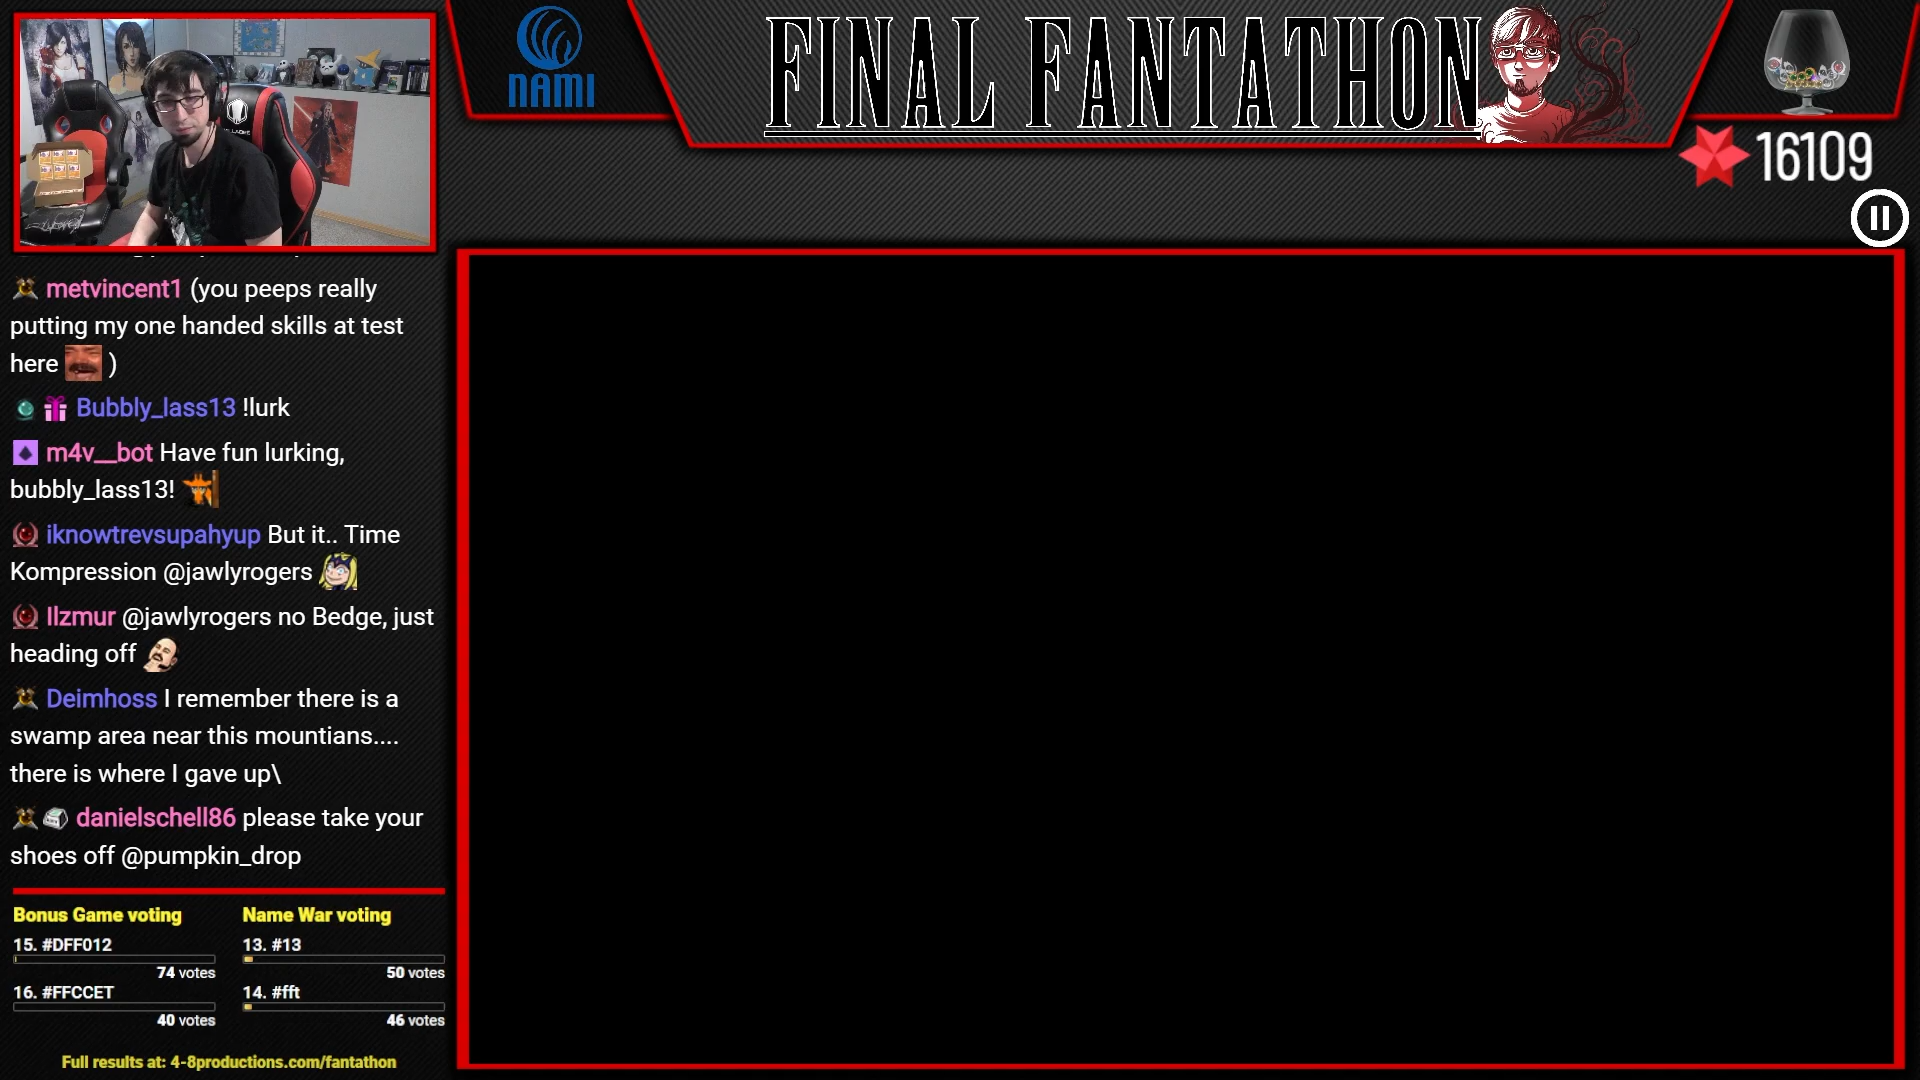 NAMI
FINAL FANTATHON
16109
metvincent1 (you peeps really
putting my one handed skills at test
here )
Bubbly_lass13 !lurk
m4v__bot Have fun lurking,
bubbly_lass13!
iknowtrevsupahyup But it.. Time
Kompression @jawlyrogers
llzmur @jawlyrogers no Bedge, just
heading off
Deimhoss I remember there is a
swamp area near this mountians....
there is where I gave up\
danielschell86 please take your
shoes off @pumpkin_drop
Bonus Game voting
15. #DFF012
74 votes
16. #FFCCET
40 votes
Name War voting
13. #13
50 votes
14. #fft
46 votes
Full results at: 4-8productions.com/fantathon